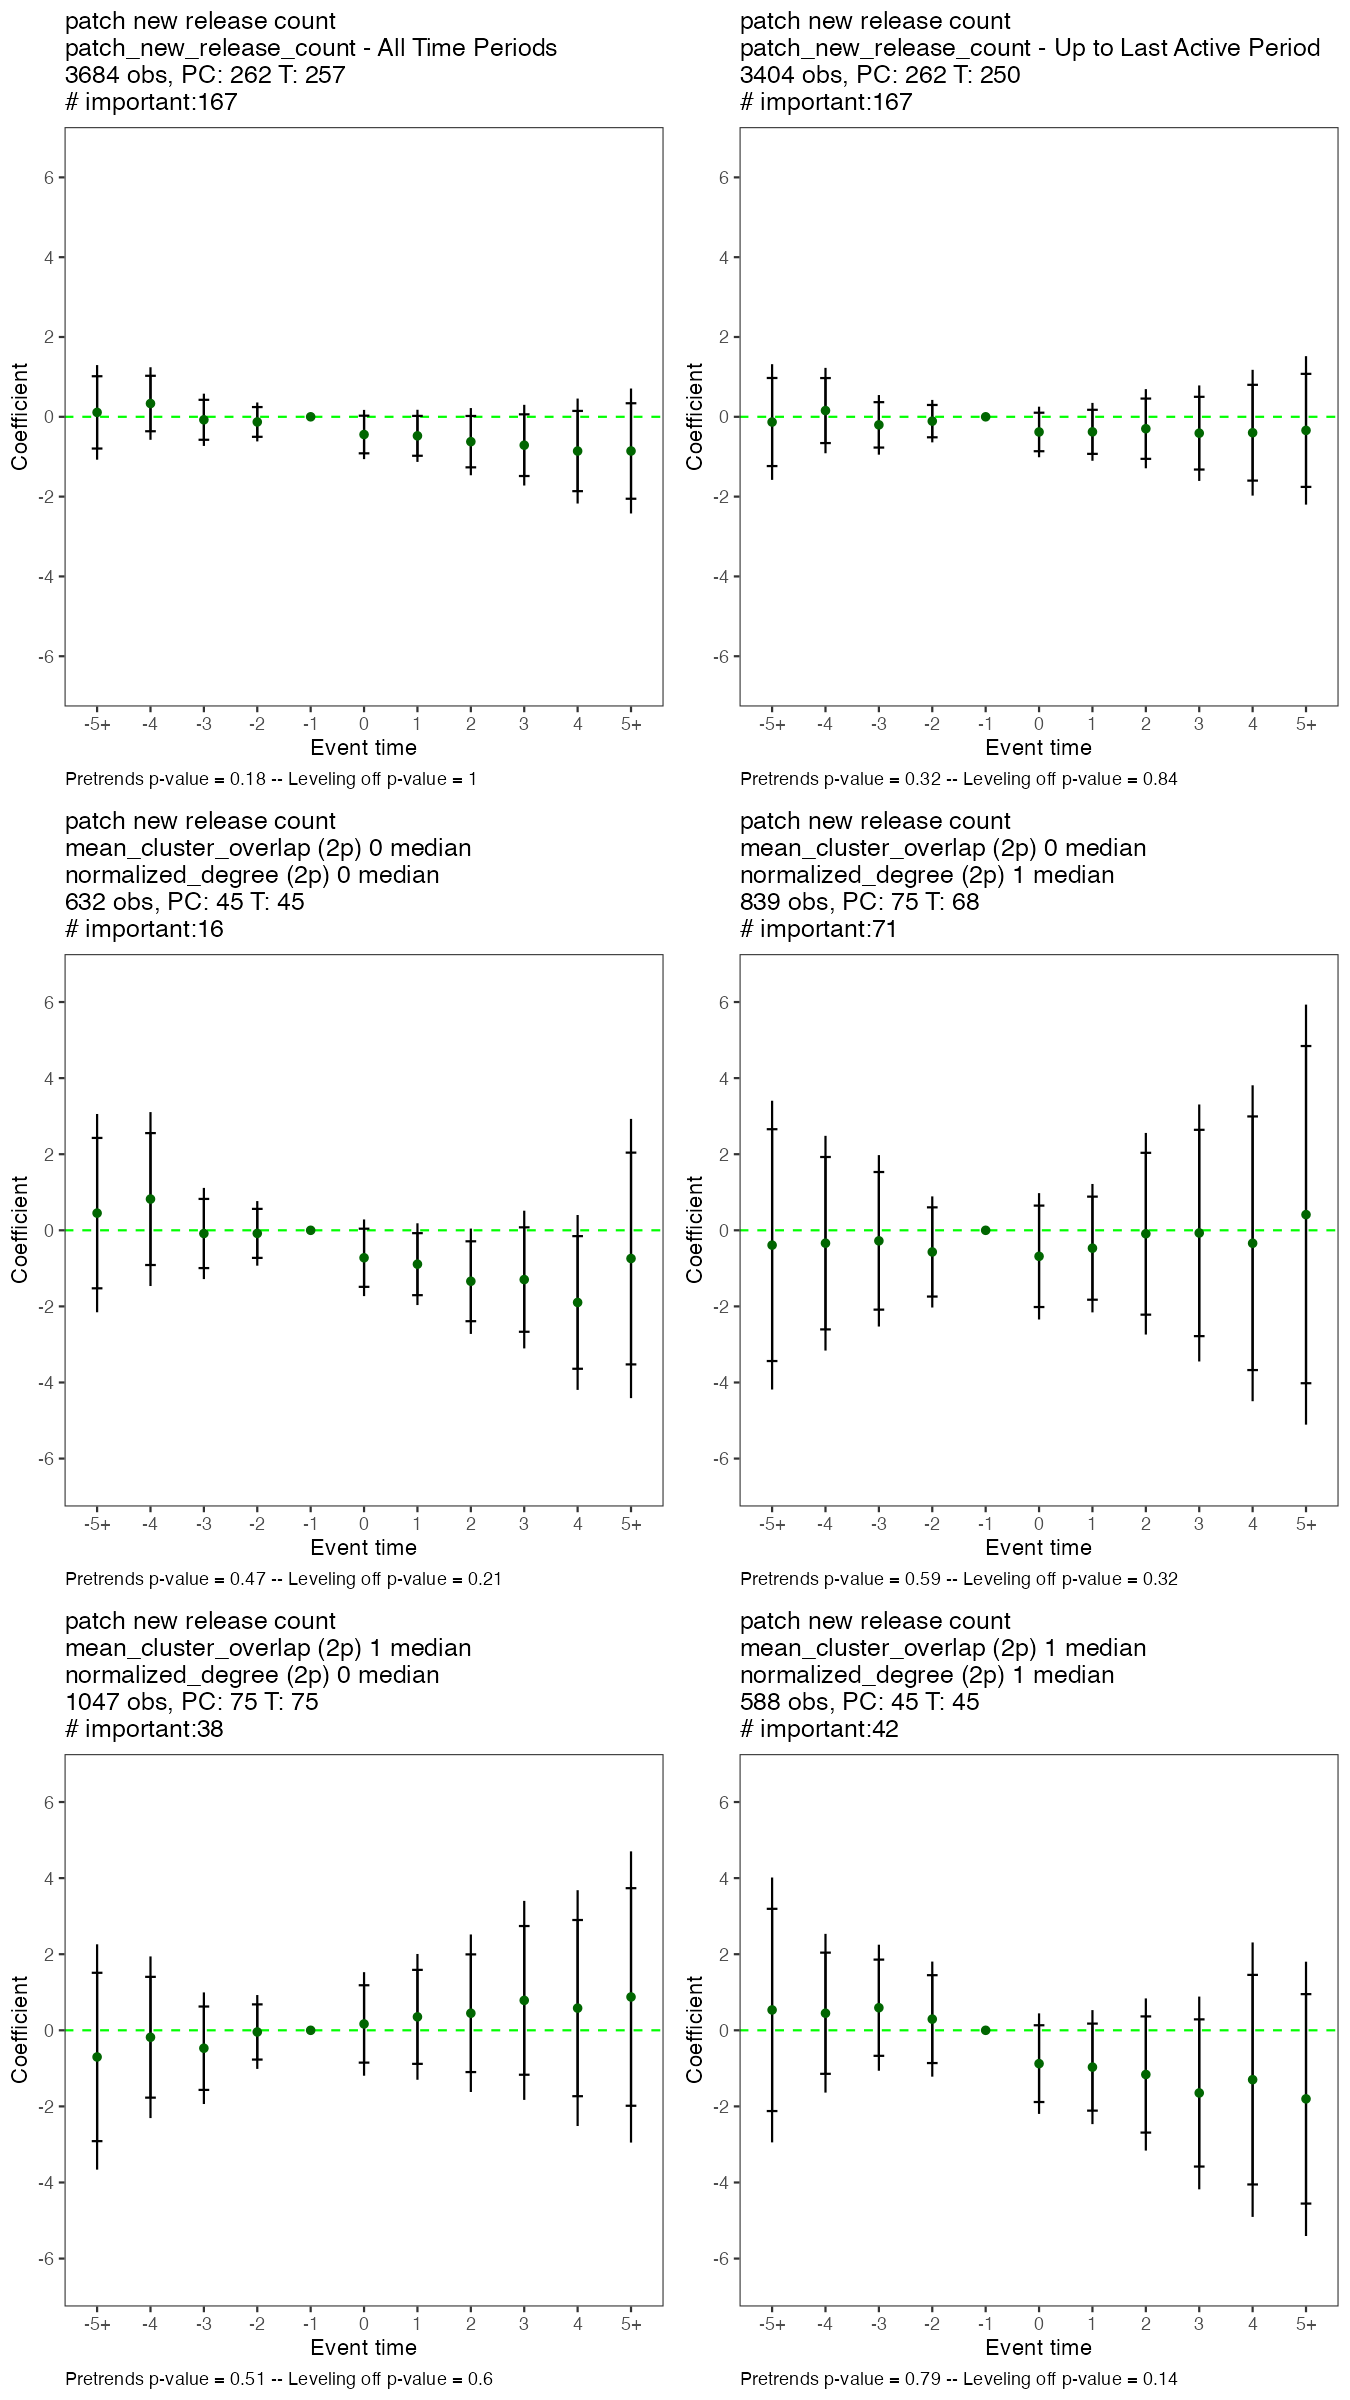 patch new release count
patch_new_release_count - All Time Periods
3684 obs, PC: 262 T: 257
# important:167
6
4
2
0
-2
-4
-6
Coefficient
-5+ -4 -3 -2 -1 0 1 2 3 4 5+
Event time
Pretrends p-value = 0.18 -- Leveling off p-value = 1
patch new release count
patch_new_release_count - Up to Last Active Period
3404 obs, PC: 262 T: 250
# important:167
6
4
2
0
-2
-4
-6
Coefficient
-5+ -4 -3 -2 -1 0 1 2 3 4 5+
Event time
Pretrends p-value = 0.32 -- Leveling off p-value = 0.84
patch new release count
mean_cluster_overlap (2p) 0 median
normalized_degree (2p) 0 median
632 obs, PC: 45 T: 45
# important:16
6
4
2
0
-2
-4
-6
Coefficient
-5+ -4 -3 -2 -1 0 1 2 3 4 5+
Event time
Pretrends p-value = 0.47 -- Leveling off p-value = 0.21
patch new release count
mean_cluster_overlap (2p) 0 median
normalized_degree (2p) 1 median
839 obs, PC: 75 T: 68
# important:71
6
4
2
0
-2
-4
-6
Coefficient
-5+ -4 -3 -2 -1 0 1 2 3 4 5+
Event time
Pretrends p-value = 0.59 -- Leveling off p-value = 0.32
patch new release count
mean_cluster_overlap (2p) 1 median
normalized_degree (2p) 0 median
1047 obs, PC: 75 T: 75
# important:38
6
4
2
0
-2
-4
-6
Coefficient
-5+ -4 -3 -2 -1 0 1 2 3 4 5+
Event time
Pretrends p-value = 0.51 -- Leveling off p-value = 0.6
patch new release count
mean_cluster_overlap (2p) 1 median
normalized_degree (2p) 1 median
588 obs, PC: 45 T: 45
# important:42
6
4
2
0
-2
-4
-6
Coefficient
-5+ -4 -3 -2 -1 0 1 2 3 4 5+
Event time
Pretrends p-value = 0.79 -- Leveling off p-value = 0.14